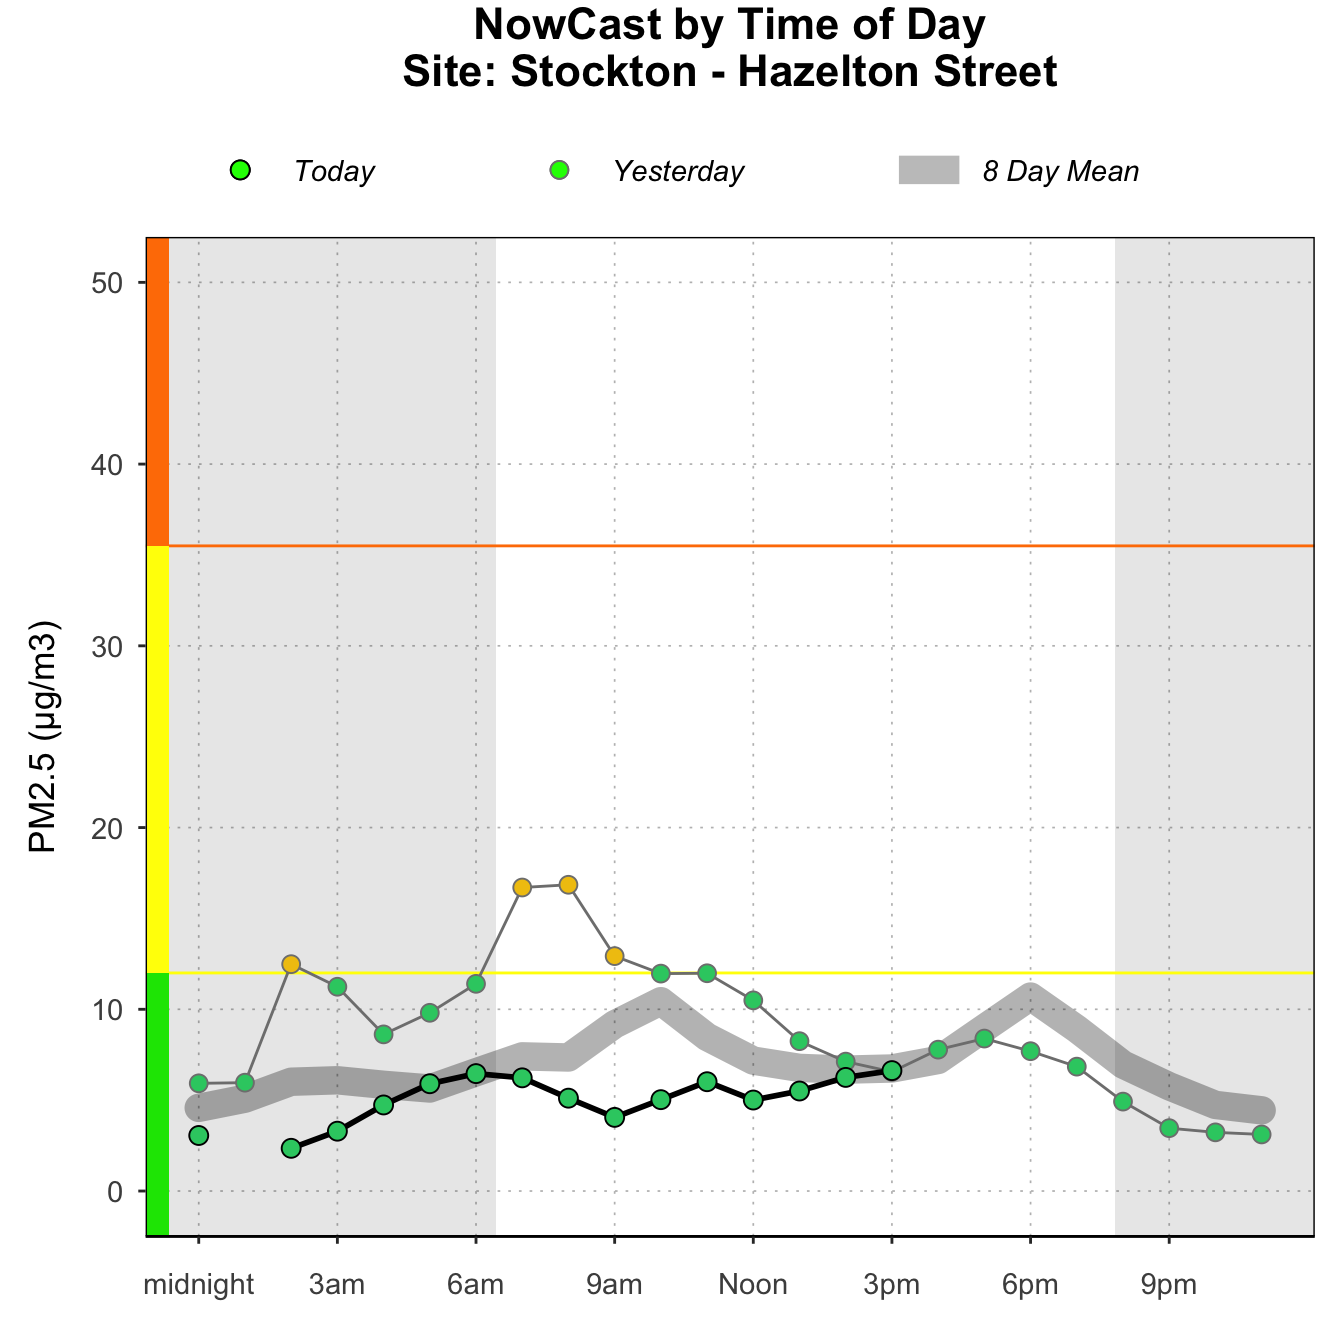 NowCast by Time of Day
Site: Stockton - Hazelton Street
Today Yesterday 8 Day Mean
PM2.5 (µg/m3)
50
40
30
20
10
0
midnight 3am 6am 9am Noon 3pm 6pm 9pm